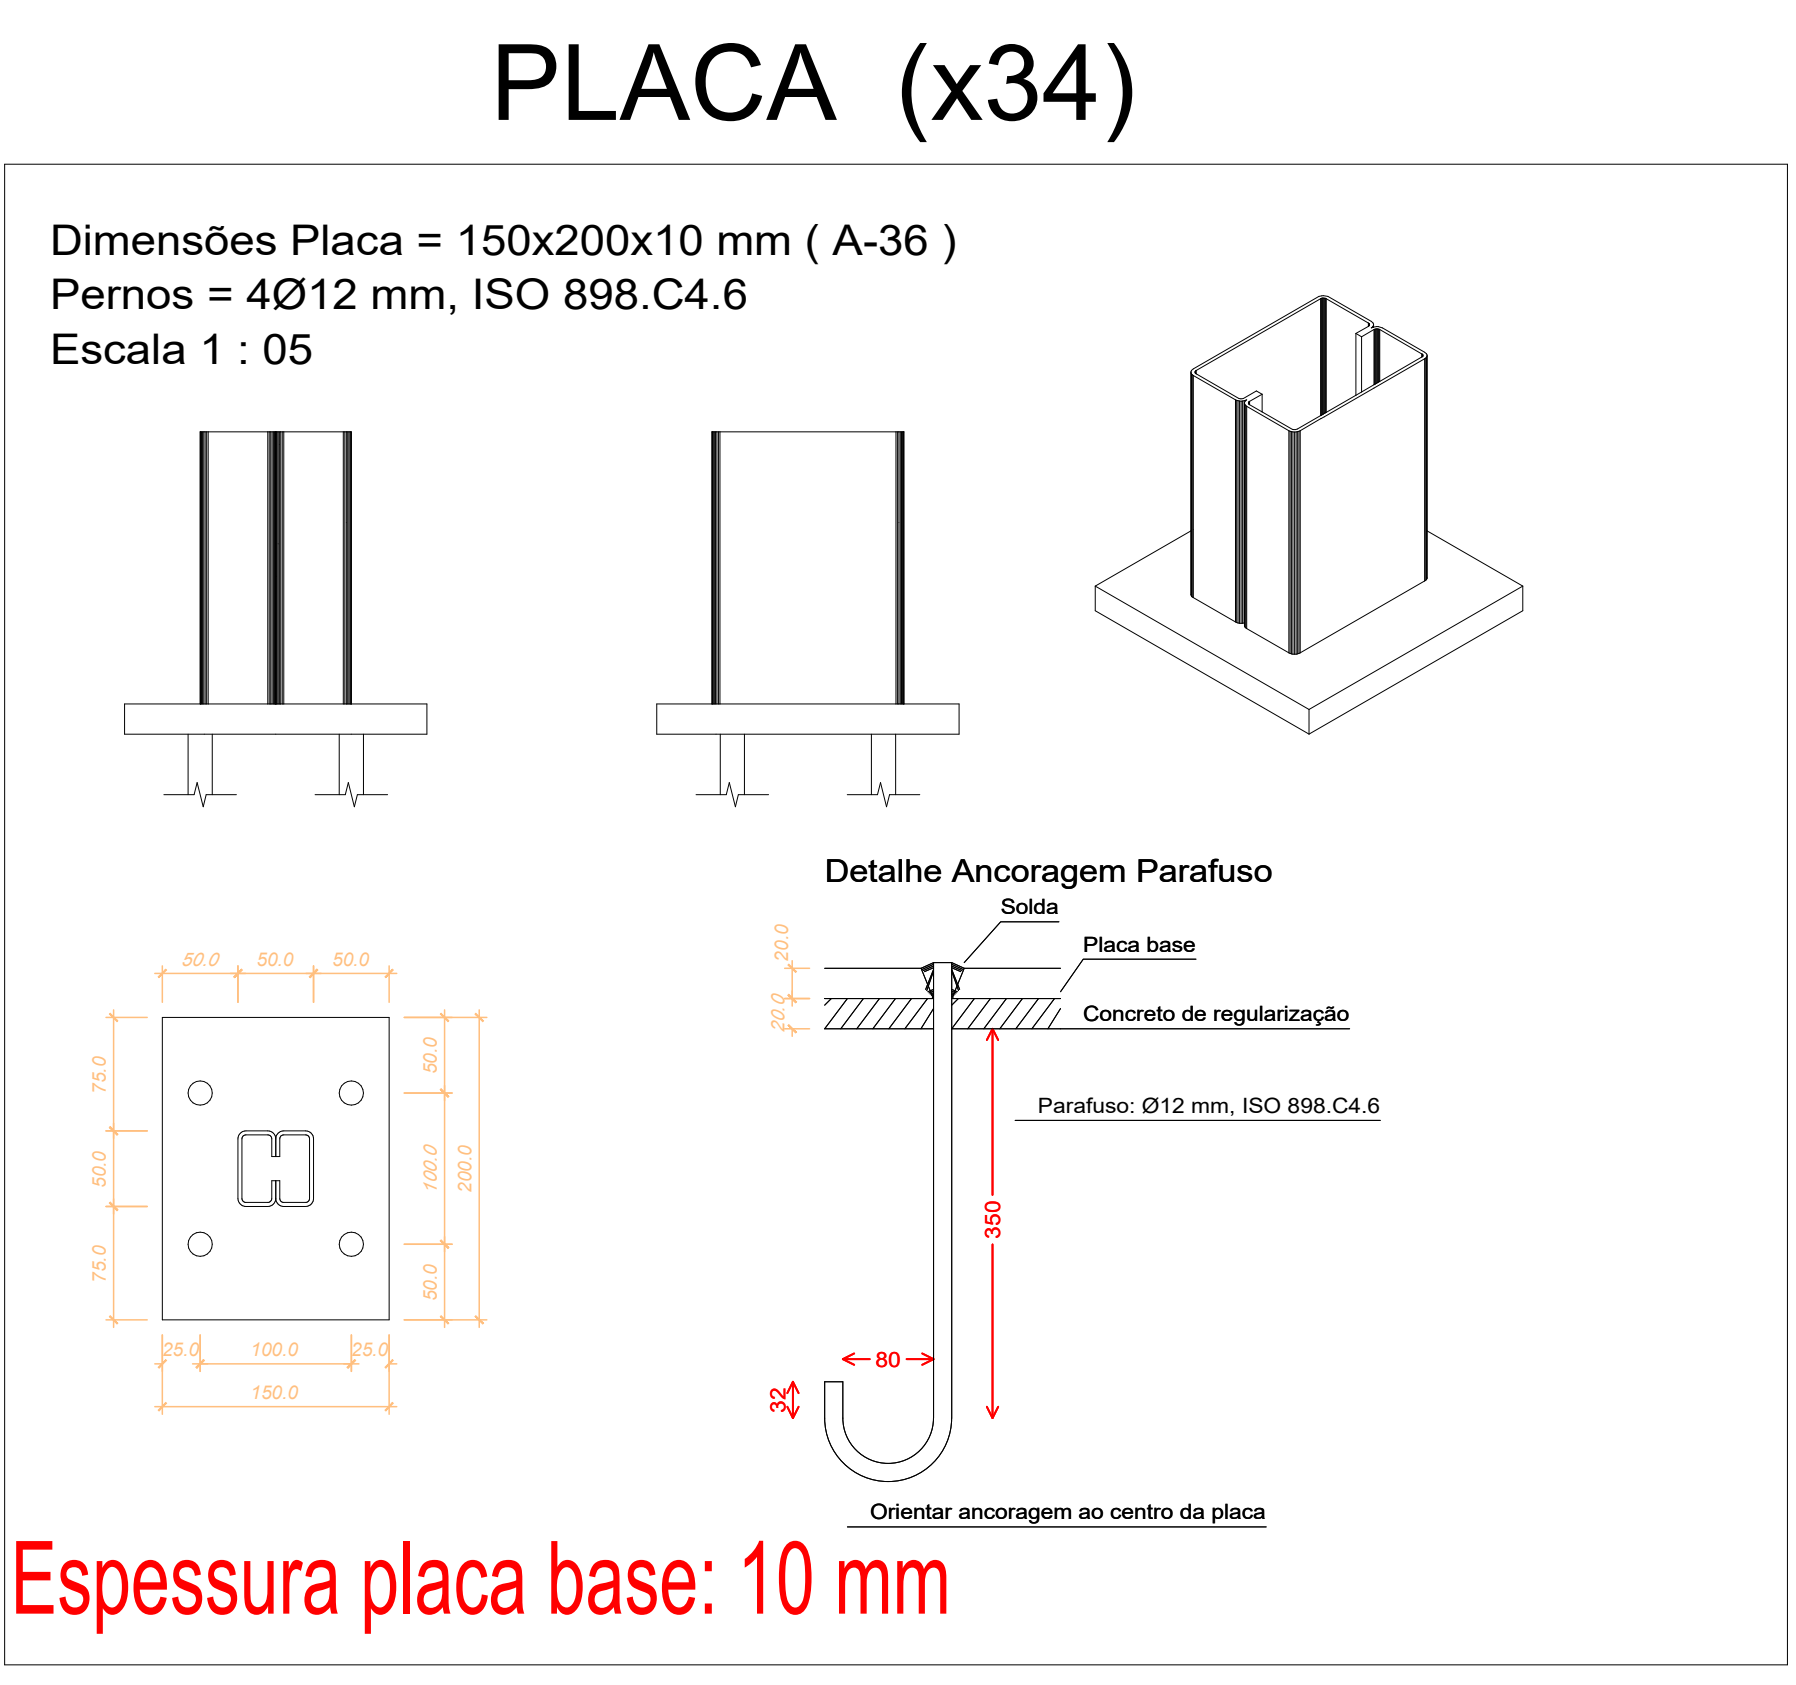 PLACA (x34)
Dimensões Placa = 150x200x10 mm ( A-36 )
Pernos = 4Ø12 mm, ISO 898.C4.6
Escala 1 : 05
Detalhe Ancoragem Parafuso
Solda
Placa base
Concreto de regularização
20.0
20.0
Parafuso: Ø12 mm, ISO 898.C4.6
350
80
32
Orientar ancoragem ao centro da placa
50.0 50.0 50.0
75.0
50.0
75.0
50.0
100.0
50.0
200.0
25.0 100.0 25.0
150.0
Espessura placa base: 10 mm